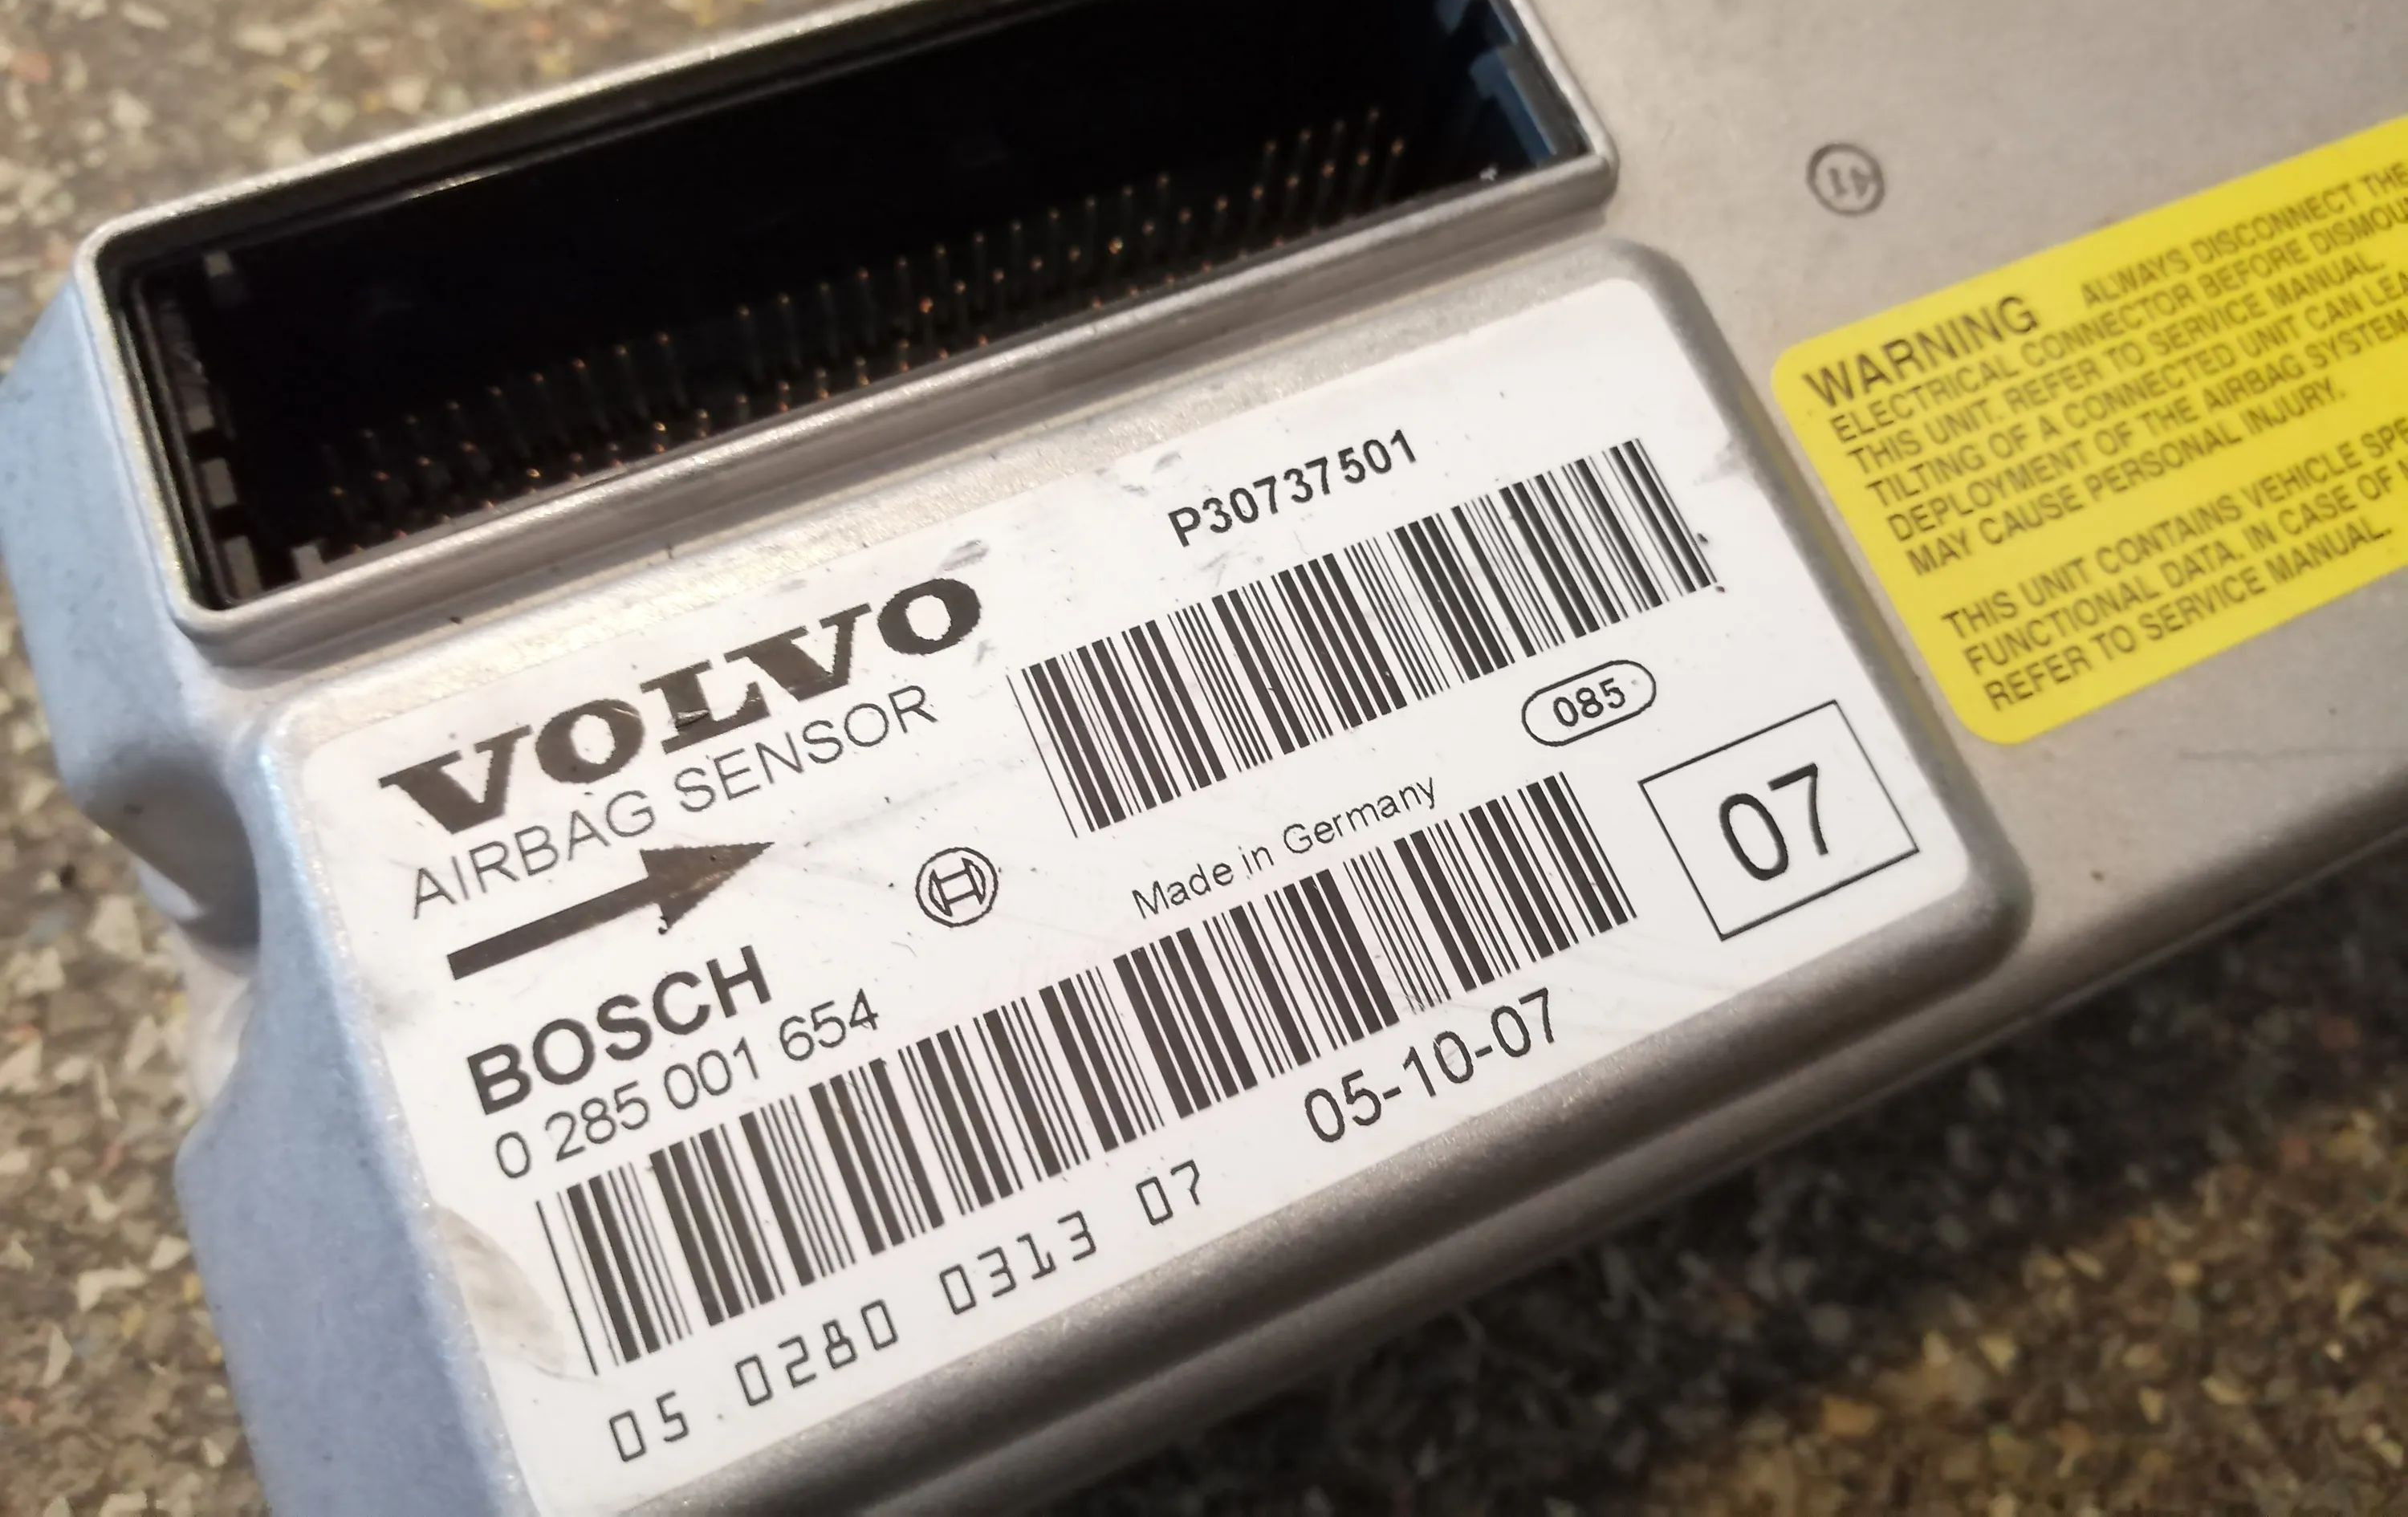 P30737501
VOLVO
AIRBAG SENSOR
085
Made in Germany
07
BOSCH
0 285 001 654
05-10-07
05 0280 0313 07
41
WARNING ALWAYS DISCONNECT THE
ELECTRICAL CONNECTOR BEFORE
THIS UNIT. REFER TO SERVICE MANUAL.
TILTING OF A CONNECTED UNIT CAN
DEPLOYMENT OF THE AIRBAG SYSTEM
MAY CAUSE PERSONAL INJURY.
THIS UNIT CONTAINS VEHICLE
FUNCTIONAL DATA. IN CASE OF
REFER TO SERVICE MANUAL.